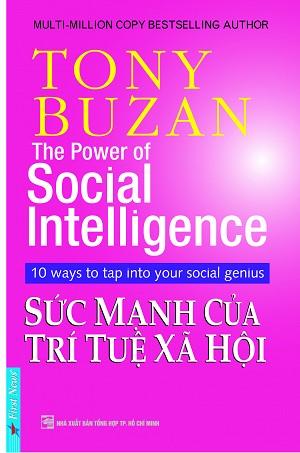 MULTI-MILLION COPY BESTSELLING AUTHOR
TONY
BUZAN
The Power of
Social
Intelligence
10 ways to tap into your social genius
SỨC MẠNH CỦA
TRÍ TUỆ XÃ HỘI
First News
NHÀ XUẤT BẢN TỔNG HỢP TP. HỒ CHÍ MINH